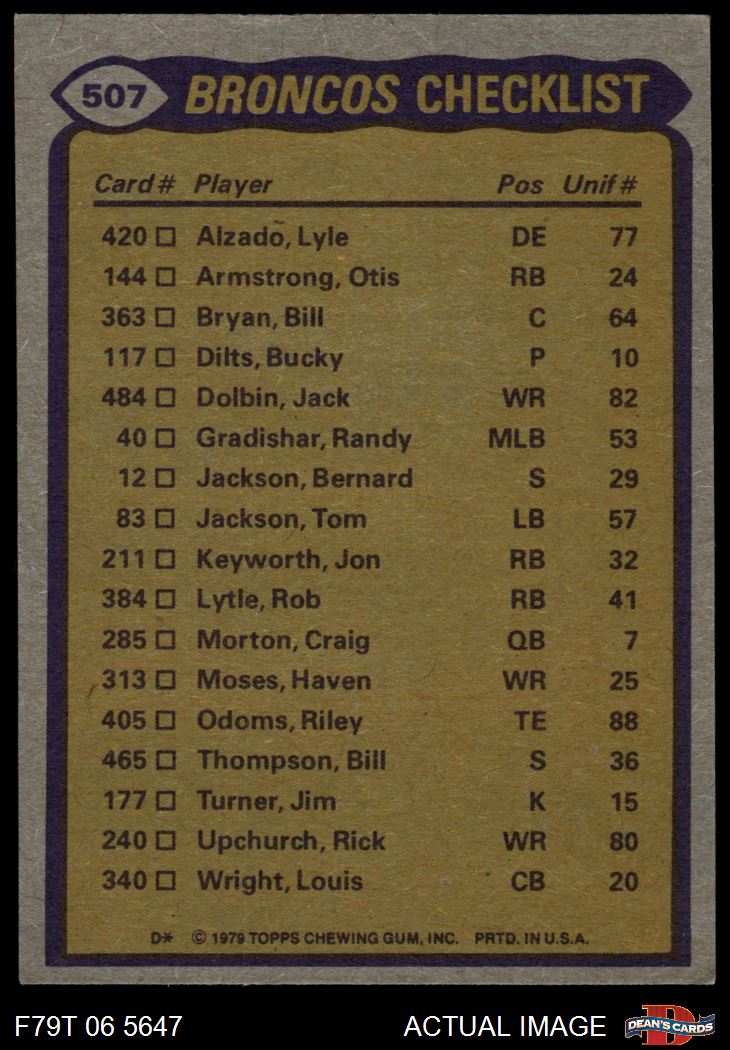 507 BRONCOS CHECKLIST
Card # Player Pos Unif #
420 Alzado, Lyle DE 77
144 Armstrong, Otis RB 24
363 Bryan, Bill C 64
117 Dilts, Bucky P 10
484 Dolbin, Jack WR 82
40 Gradishar, Randy MLB 53
12 Jackson, Bernard S 29
83 Jackson, Tom LB 57
211 Keyworth, Jon RB 32
384 Lytle, Rob RB 41
285 Morton, Craig QB 7
313 Moses, Haven WR 25
405 Odoms, Riley TE 88
465 Thompson, Bill S 36
177 Turner, Jim K 15
240 Upchurch, Rick WR 80
340 Wright, Louis CB 20
D* © 1979 TOPPS CHEWING GUM, INC. PRTD. IN U.S.A.
F79T 06 5647 ACTUAL IMAGE D DEAN'S CARDS